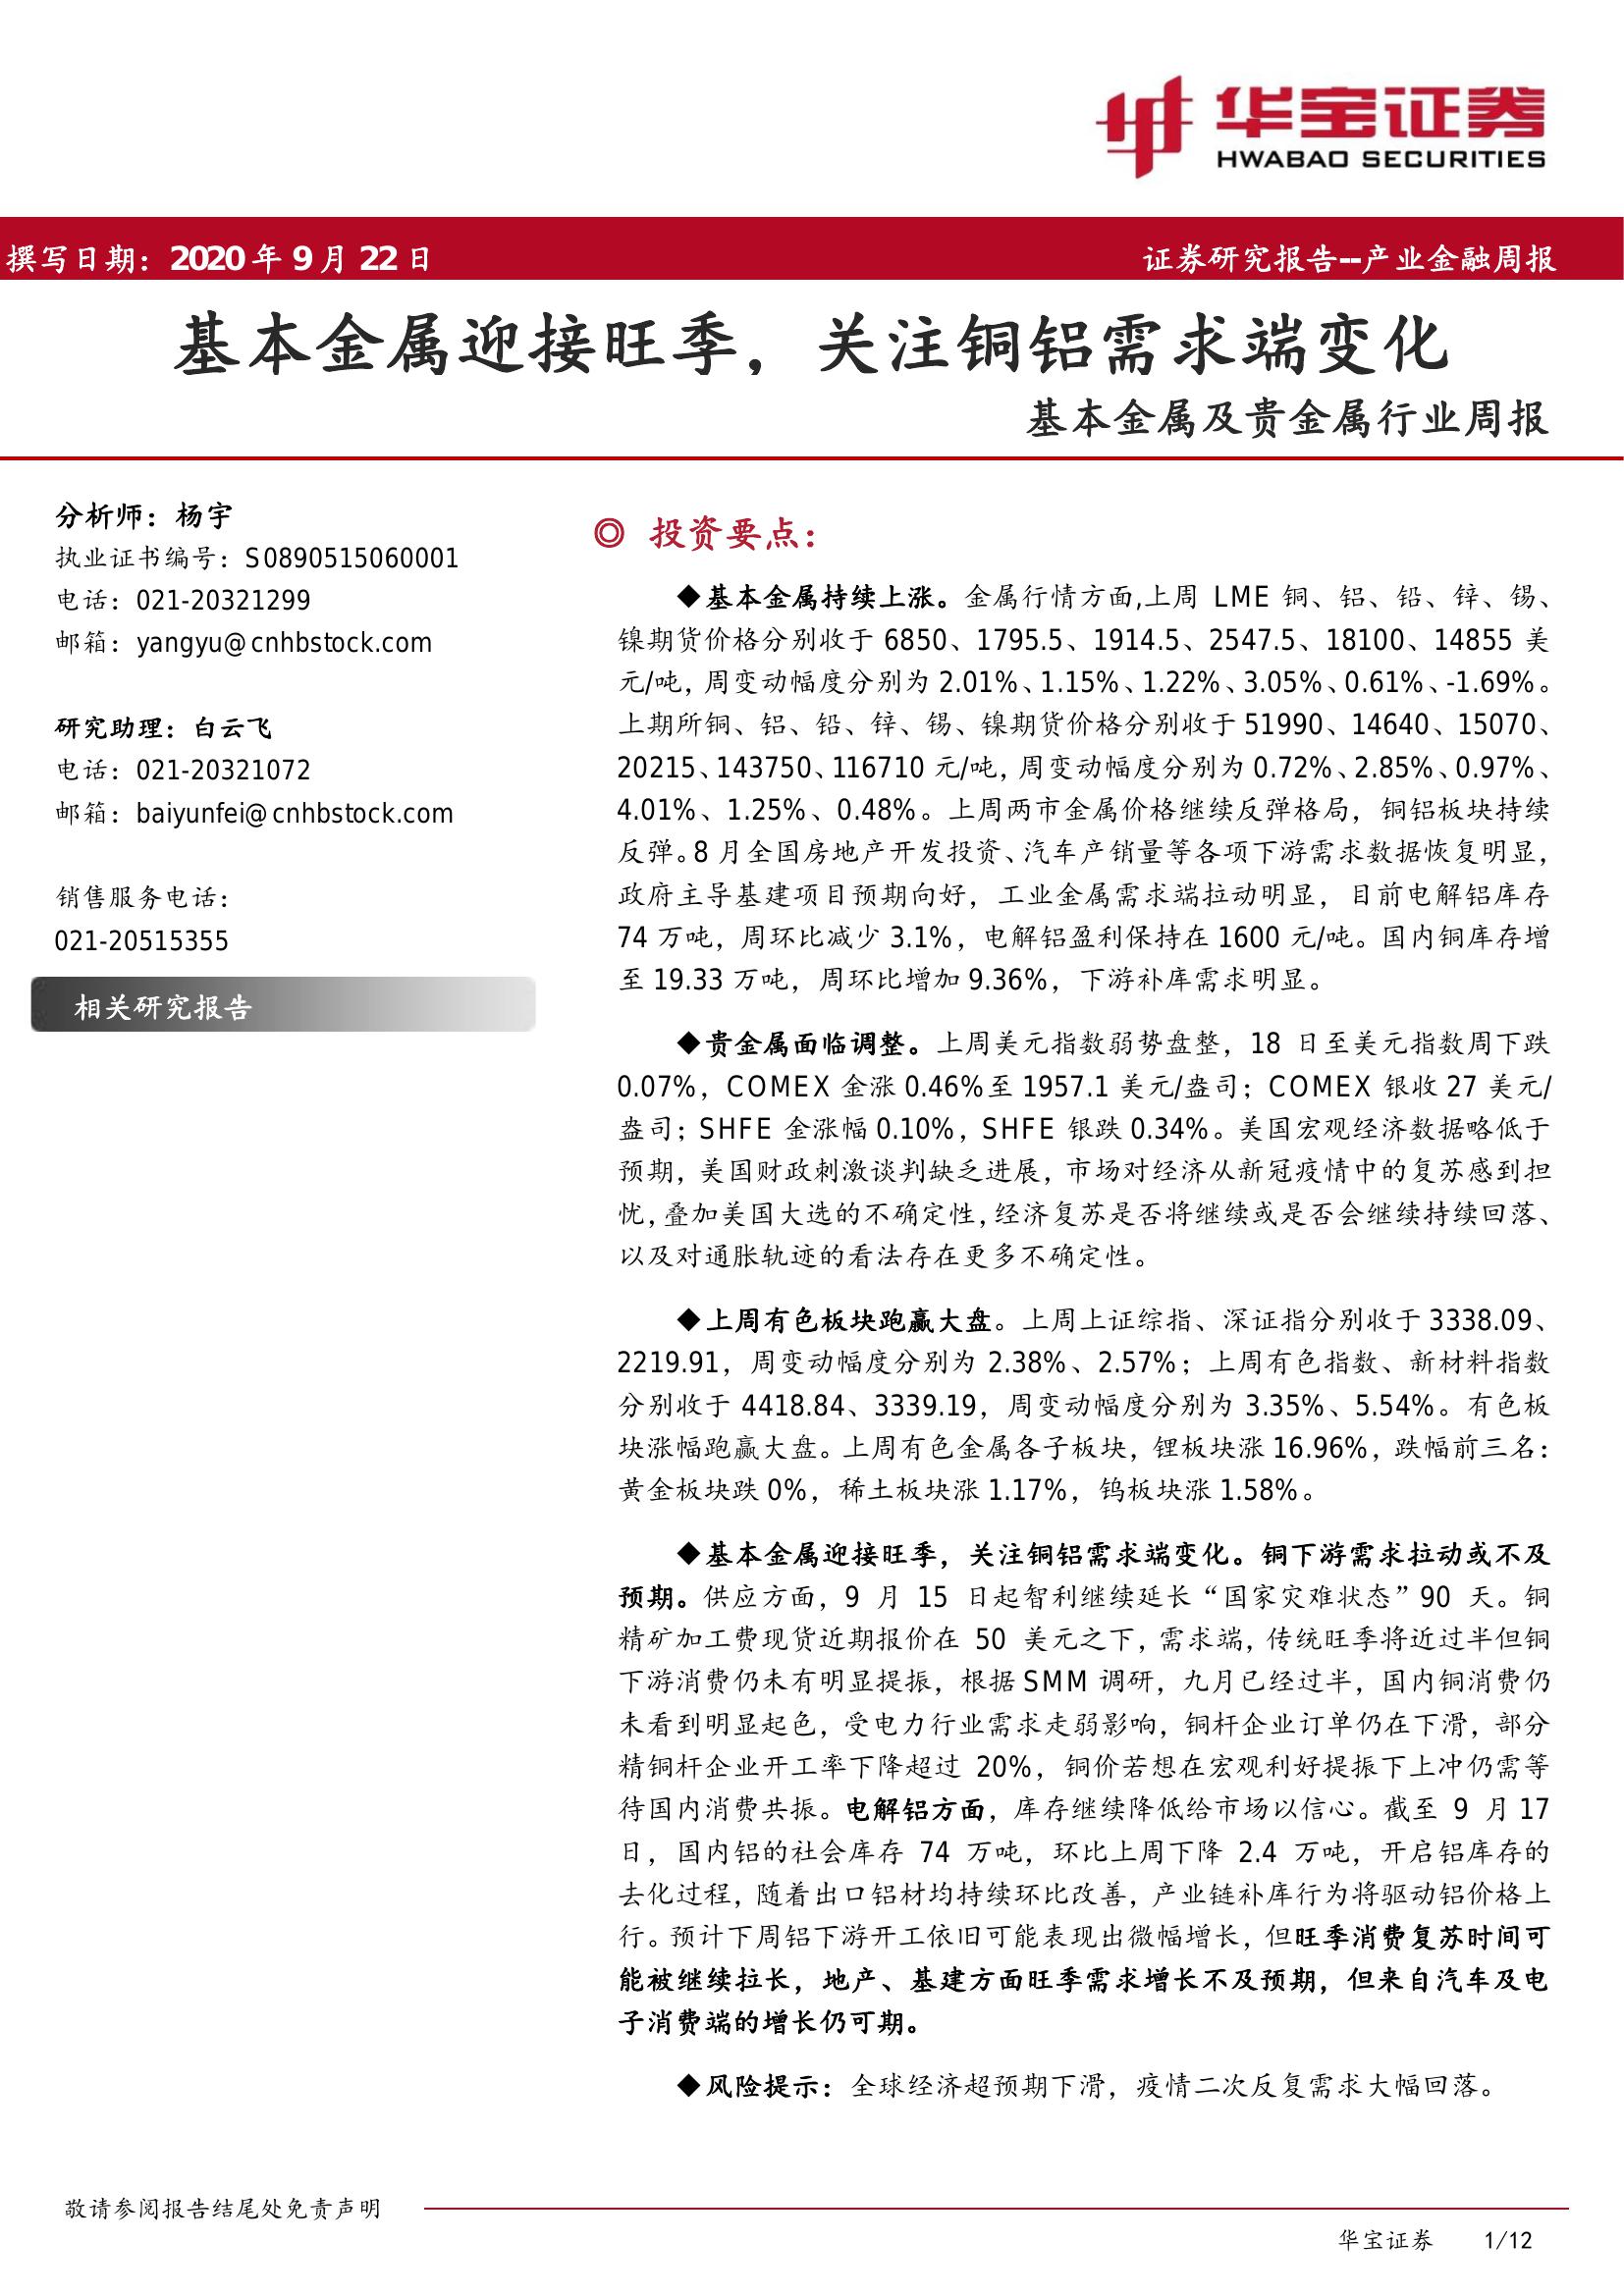 华宝证券
HWABAO SECURITIES
撰写日期：2020 年 9 月 22 日
证券研究报告--产业金融周报
基本金属迎接旺季，关注铜铝需求端变化
基本金属及贵金属行业周报
分析师：杨宇
执业证书编号：S0890515060001
电话：021-20321299
邮箱：yangyu@cnhbstock.com
研究助理：白云飞
电话：021-20321072
邮箱：baiyunfei@cnhbstock.com
销售服务电话：
021-20515355
相关研究报告
◎ 投资要点：
◆基本金属持续上涨。金属行情方面,上周 LME 铜、铝、铅、锌、锡、
镍期货价格分别收于 6850、1795.5、1914.5、2547.5、18100、14855 美
元/吨，周变动幅度分别为 2.01%、1.15%、1.22%、3.05%、0.61%、-1.69%。
上期所铜、铝、铅、锌、锡、镍期货价格分别收于 51990、14640、15070、
20215、143750、116710 元/吨，周变动幅度分别为 0.72%、2.85%、0.97%、
4.01%、1.25%、0.48%。上周两市金属价格继续反弹格局，铜铝板块持续
反弹。8 月全国房地产开发投资、汽车产销量等各项下游需求数据恢复明显，
政府主导基建项目预期向好，工业金属需求端拉动明显，目前电解铝库存
74 万吨，周环比减少 3.1%，电解铝盈利保持在 1600 元/吨。国内铜库存增
至 19.33 万吨，周环比增加 9.36%，下游补库需求明显。
◆贵金属面临调整。上周美元指数弱势盘整，18 日至美元指数周下跌
0.07%，COMEX 金涨 0.46%至 1957.1 美元/盎司；COMEX 银收 27 美元/
盎司；SHFE 金涨幅 0.10%，SHFE 银跌 0.34%。美国宏观经济数据略低于
预期，美国财政刺激谈判缺乏进展，市场对经济从新冠疫情中的复苏感到担
忧，叠加美国大选的不确定性，经济复苏是否将继续或是否会继续持续回落、
以及对通胀轨迹的看法存在更多不确定性。
◆上周有色板块跑赢大盘。上周上证综指、深证指分别收于 3338.09、
2219.91，周变动幅度分别为 2.38%、2.57%；上周有色指数、新材料指数
分别收于 4418.84、3339.19，周变动幅度分别为 3.35%、5.54%。有色板
块涨幅跑赢大盘。上周有色金属各子板块，锂板块涨 16.96%，跌幅前三名：
黄金板块跌 0%，稀土板块涨 1.17%，钨板块涨 1.58%。
◆基本金属迎接旺季，关注铜铝需求端变化。铜下游需求拉动或不及
预期。供应方面，9 月 15 日起智利继续延长“国家灾难状态”90 天。铜
精矿加工费现货近期报价在 50 美元之下，需求端，传统旺季将近过半但铜
下游消费仍未有明显提振，根据 SMM 调研，九月已经过半，国内铜消费仍
未看到明显起色，受电力行业需求走弱影响，铜杆企业订单仍在下滑，部分
精铜杆企业开工率下降超过 20%，铜价若想在宏观利好提振下上冲仍需等
待国内消费共振。电解铝方面，库存继续降低给市场以信心。截至 9 月 17
日，国内铝的社会库存 74 万吨，环比上周下降 2.4 万吨，开启铝库存的
去化过程，随着出口铝材均持续环比改善，产业链补库行为将驱动铝价格上
行。预计下周铝下游开工依旧可能表现出微幅增长，但旺季消费复苏时间可
能被继续拉长，地产、基建方面旺季需求增长不及预期，但来自汽车及电
子消费端的增长仍可期。
◆风险提示：全球经济超预期下滑，疫情二次反复需求大幅回落。
敬请参阅报告结尾处免责声明
华宝证券 1/12